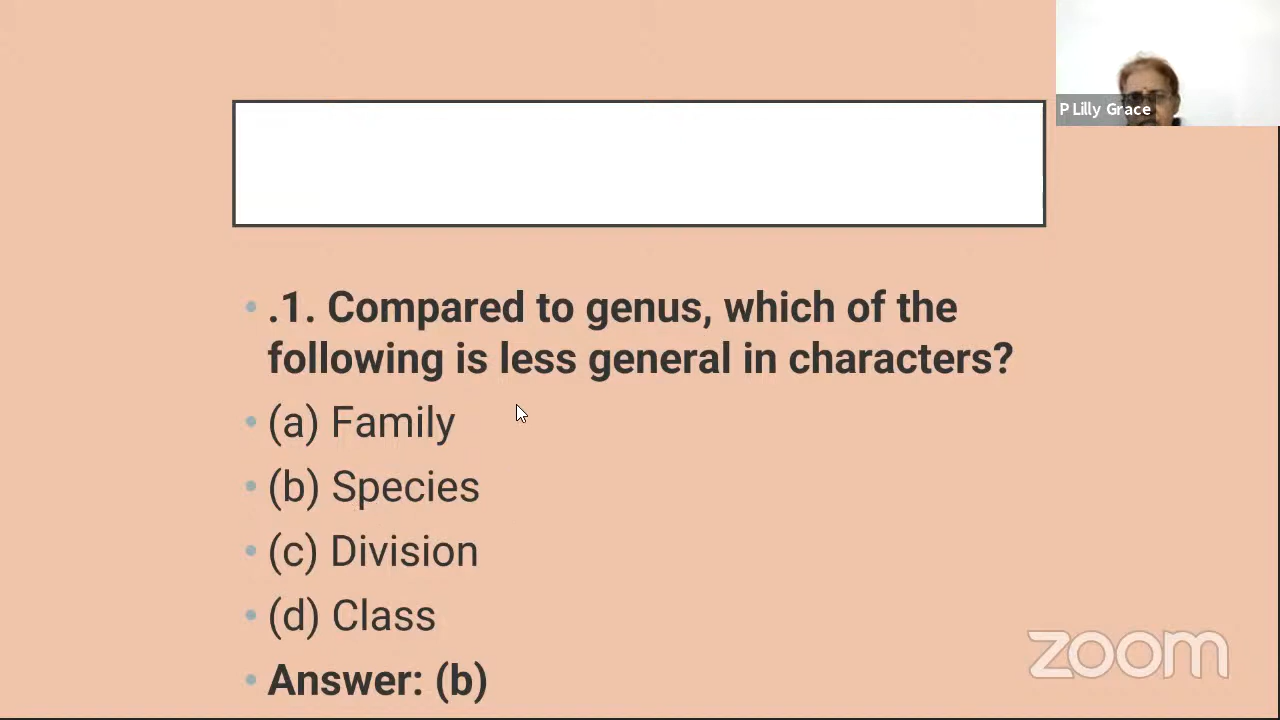 P Lilly Grace
.1. Compared to genus, which of the
following is less general in characters?
(a) Family
(b) Species
(c) Division
(d) Class
Answer: (b)
zoom